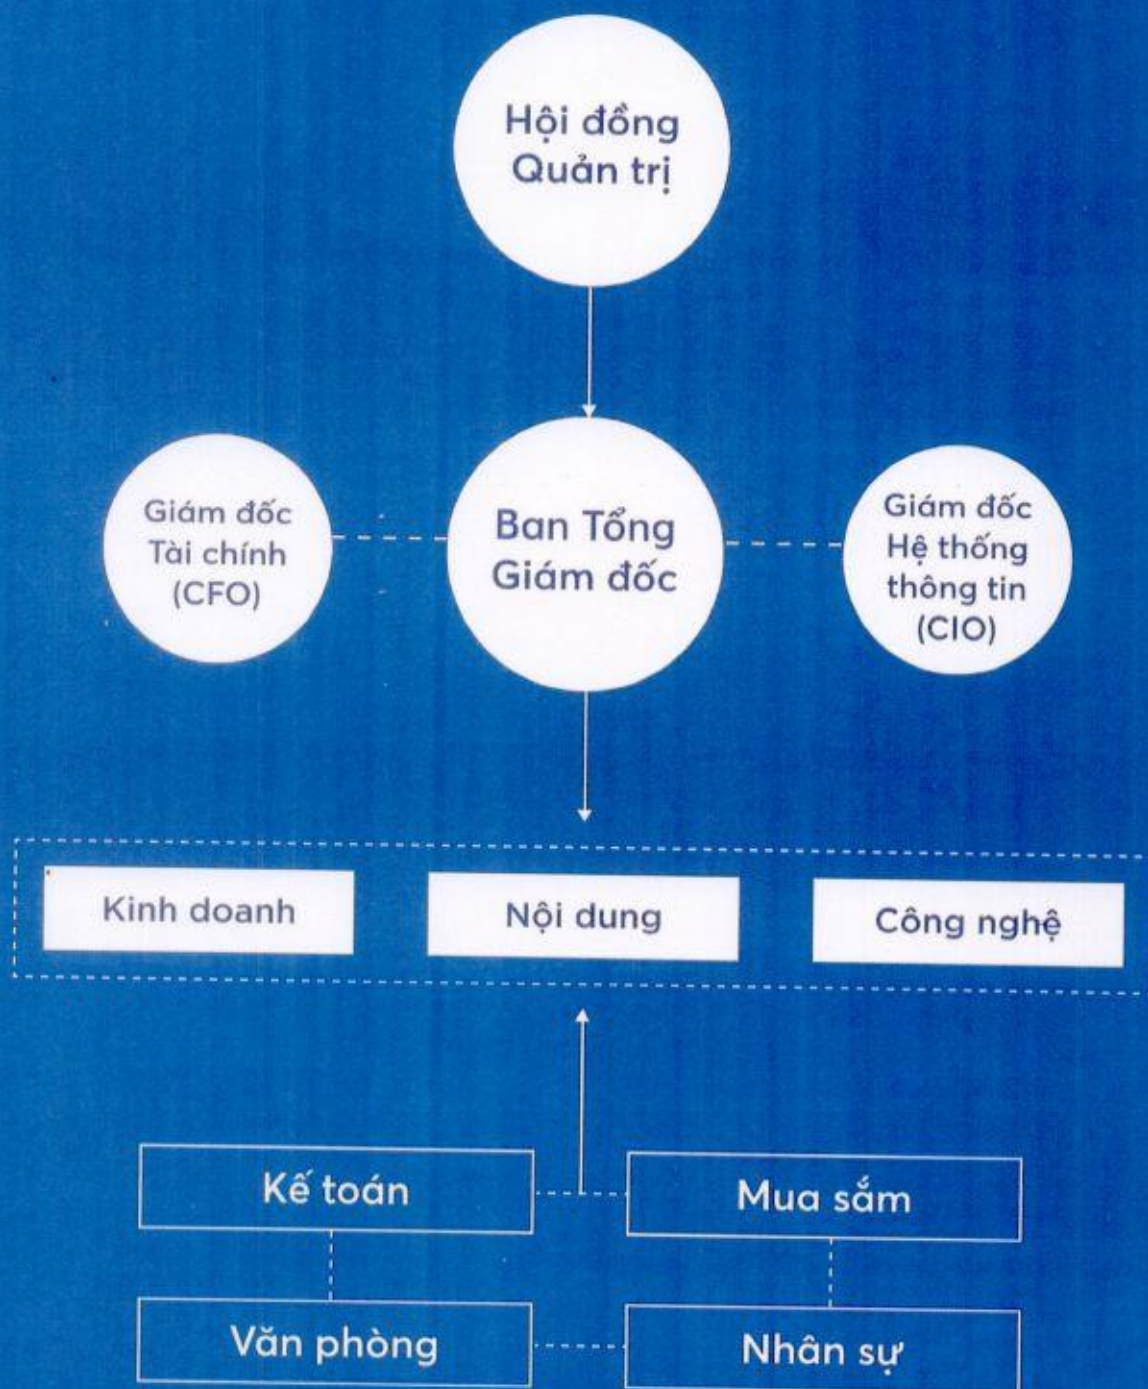 Hội đồng
Quản trị
Giám đốc
Tài chính
(CFO)
Ban Tổng
Giám đốc
Giám đốc
Hệ thống
thông tin
(CIO)
Kinh doanh
Nội dung
Công nghệ
Kế toán
Mua sắm
Văn phòng
Nhân sự